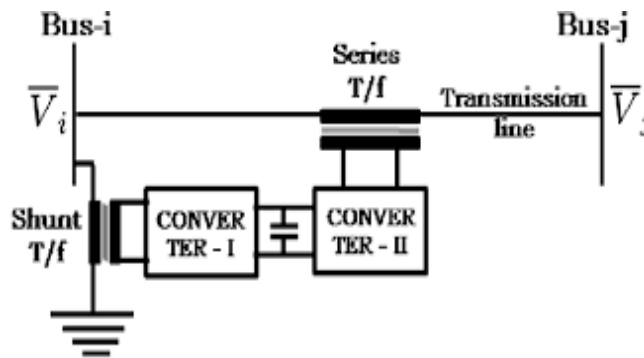 Bus-i
Bus-j
Series
T/f
V̅ᵢ
Transmission
line
Shunt
T/f
CONVER
TER - I
CONVER
TER - II